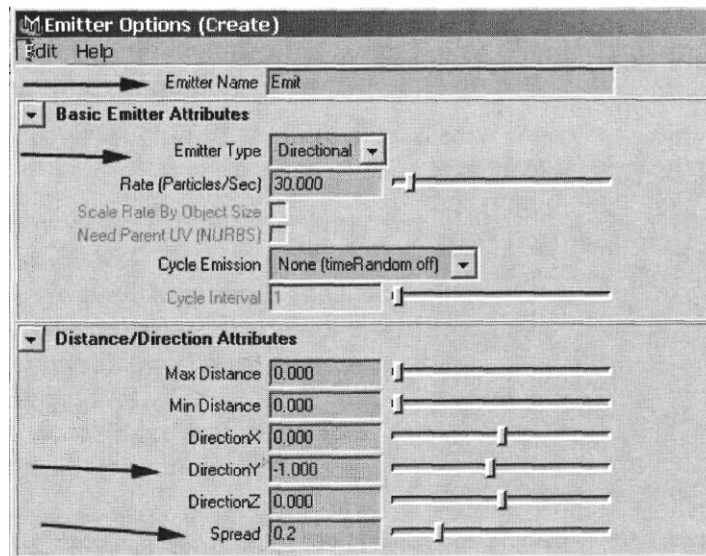 Emitter Options (Create)
Edit Help
Emitter Name Emit
Basic Emitter Attributes
Emitter Type Directional
Rate (Particles/Sec) 30.000
Scale Rate By Object Size
Need Parent UV (NURBS)
Cycle Emission None (timeRandom off)
Cycle Interval 1
Distance/Direction Attributes
Max Distance 0.000
Min Distance 0.000
DirectionX 0.000
DirectionY -1.000
DirectionZ 0.000
Spread 0.2